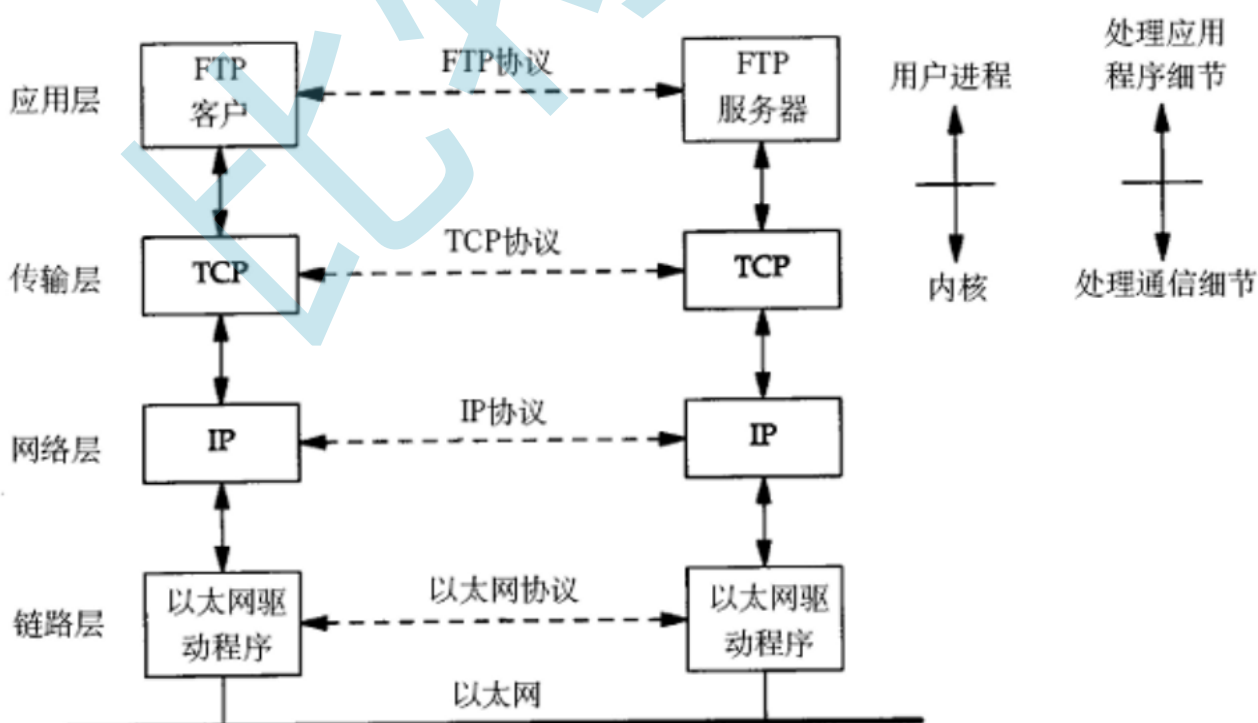 处理应用
程序细节
用户进程
应用层
FTP
客户
FTP协议
FTP
服务器
传输层
TCP
TCP协议
TCP
内核
处理通信细节
网络层
IP
IP协议
IP
链路层
以太网驱
动程序
以太网协议
以太网驱
动程序
以太网